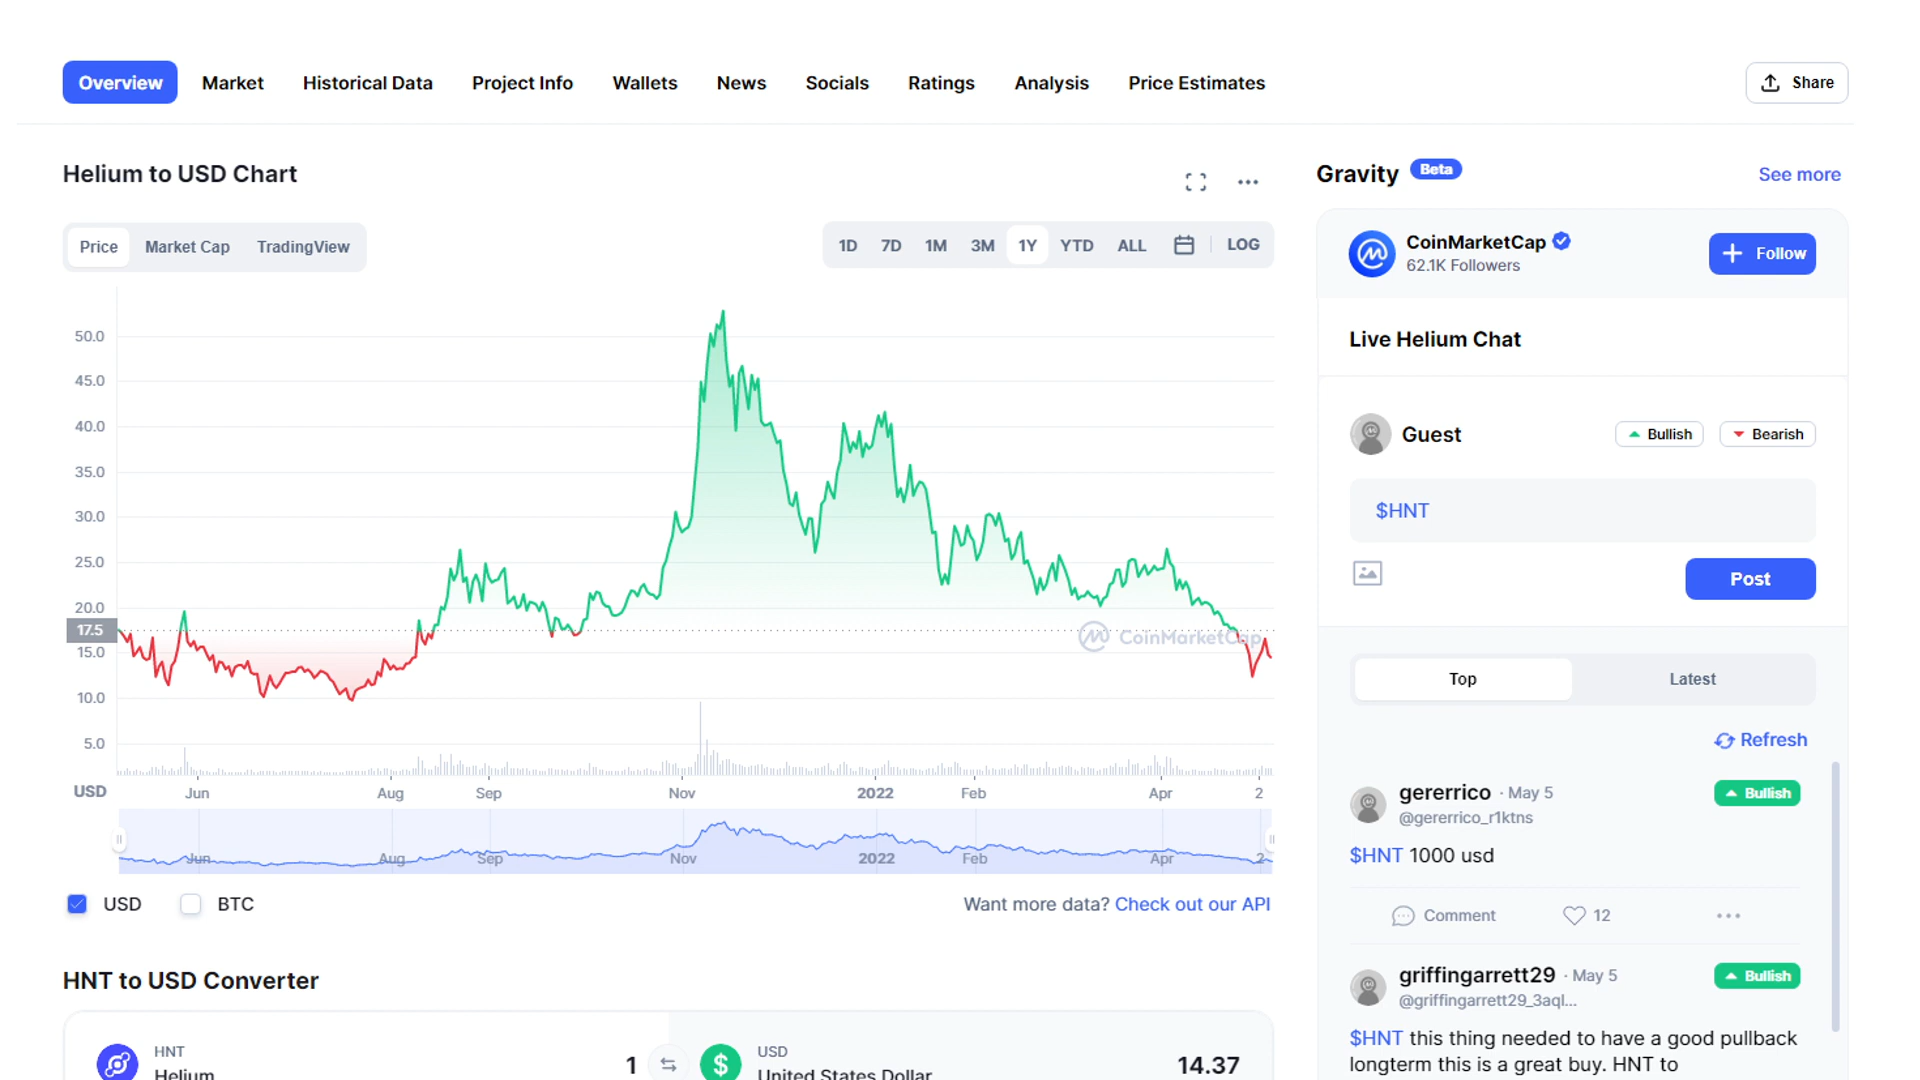 Overview Market Historical Data Project Info Wallets News Socials Ratings Analysis Price Estimates Share
Helium to USD Chart
Price Market Cap TradingView
1D 7D 1M 3M 1Y YTD ALL LOG
50.0
45.0
40.0
35.0
30.0
25.0
20.0
17.5
15.0
10.0
5.0
CoinMarketCap
USD Jun Aug Sep Nov 2022 Feb Apr 2
Jun Aug Sep Nov 2022 Feb Apr 2
USD BTC
Want more data? Check out our API
HNT to USD Converter
HNT
Helium
1
USD
United States Dollar
14.37
Gravity Beta See more
CoinMarketCap
62.1K Followers
Follow
Live Helium Chat
Guest Bullish Bearish
$HNT
Post
Top Latest
Refresh
gererrico · May 5 Bullish
@gererrico_r1ktns
$HNT 1000 usd
Comment 12
griffingarrett29 · May 5 Bullish
@griffingarrett29_3aql...
$HNT this thing needed to have a good pullback
longterm this is a great buy. HNT to